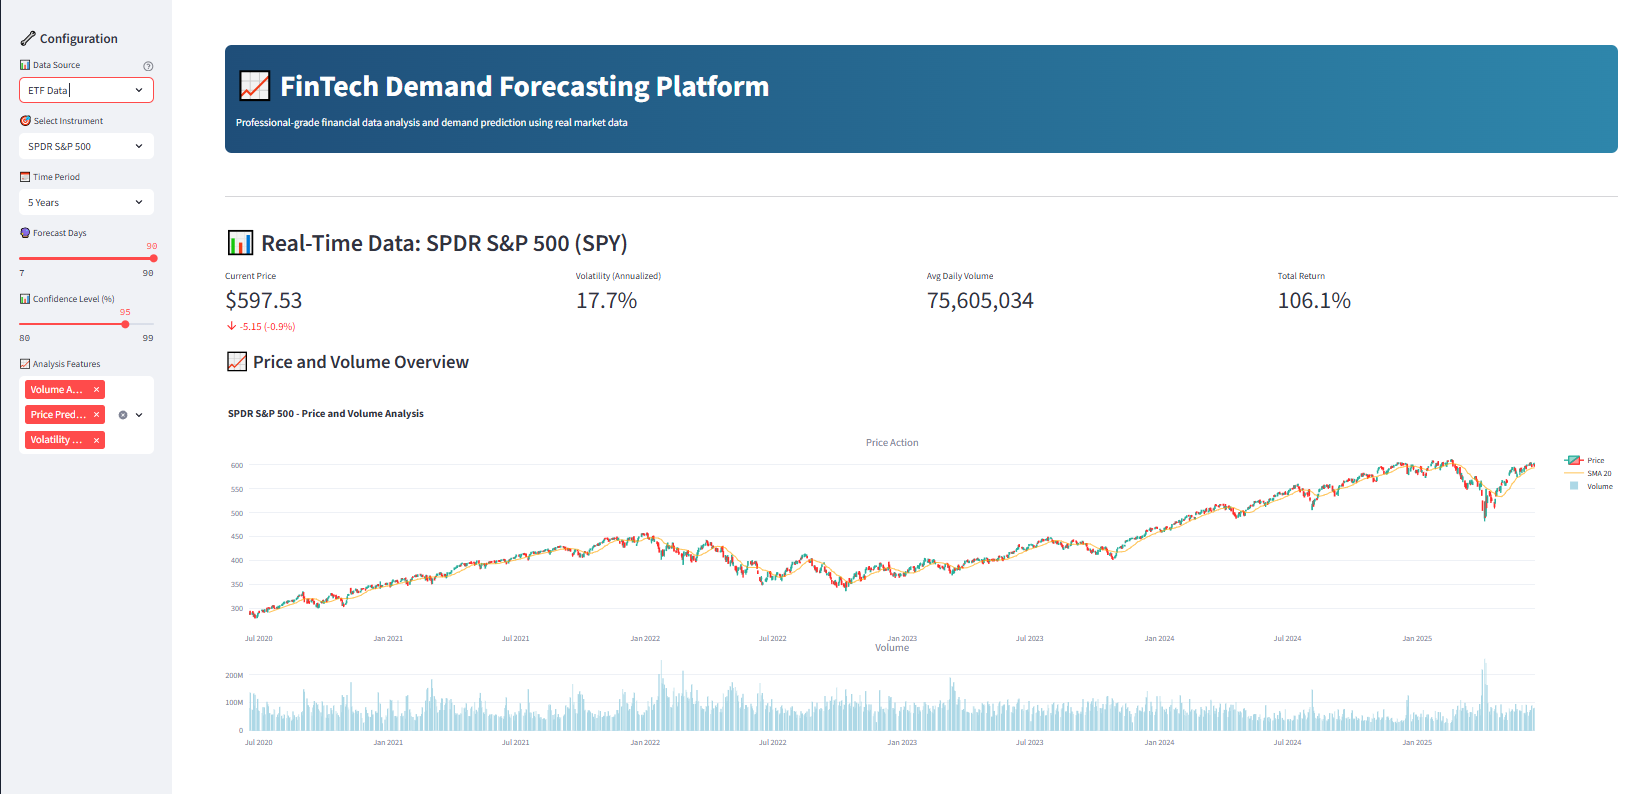 Configuration
Data Source
ETF Data
Select Instrument
SPDR S&P 500
Time Period
5 Years
Forecast Days
90
7 90
Confidence Level (%)
95
80 99
Analysis Features
Volume A...
Price Pred...
Volatility ...
FinTech Demand Forecasting Platform
Professional-grade financial data analysis and demand prediction using real market data
Real-Time Data: SPDR S&P 500 (SPY)
Current Price Volatility (Annualized) Avg Daily Volume Total Return
$597.53 17.7% 75,605,034 106.1%
-5.15 (-0.9%)
Price and Volume Overview
SPDR S&P 500 - Price and Volume Analysis
Price Action
600
550
500
450
400
350
300
Jul 2020 Jan 2021 Jul 2021 Jan 2022 Jul 2022 Jan 2023 Jul 2023 Jan 2024 Jul 2024 Jan 2025
Price
SMA 20
Volume
Volume
200M
100M
0
Jul 2020 Jan 2021 Jul 2021 Jan 2022 Jul 2022 Jan 2023 Jul 2023 Jan 2024 Jul 2024 Jan 2025